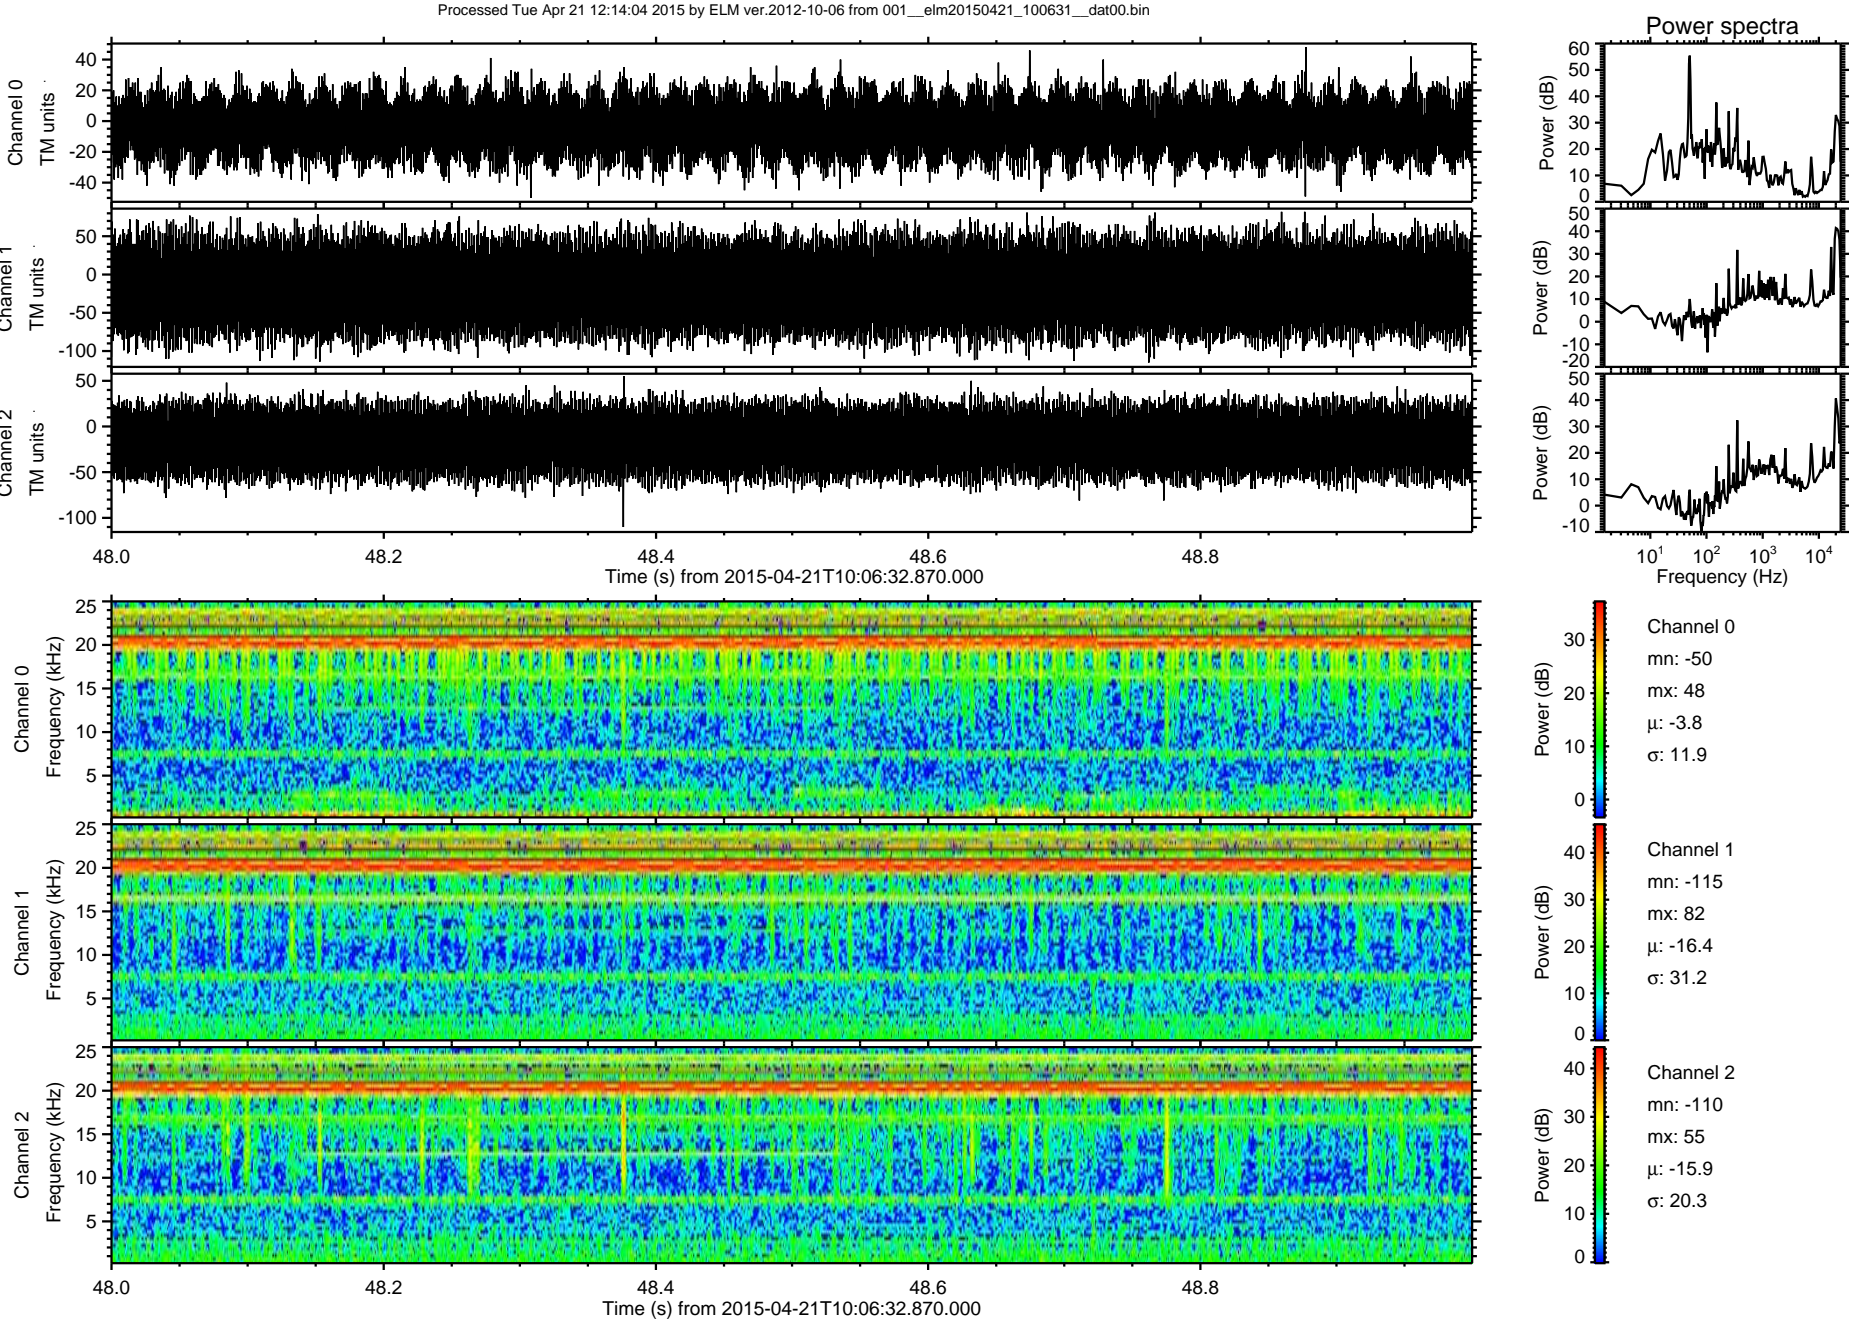 Processed Tue Apr 21 12:14:04 2015 by ELM ver.2012-10-06 from 001__elm20150421_100631__dat00.bin
Power spectra
Channel 0
TM units
40
20
0
-20
-40
Power (dB)
60
50
40
30
20
10
0
Channel 1
TM units
50
0
-50
-100
Power (dB)
50
40
30
20
10
0
-10
-20
Channel 2
TM units
50
0
-50
-100
Power (dB)
50
40
30
20
10
0
-10
48.0 48.2 48.4 48.6 48.8
Time (s) from 2015-04-21T10:06:32.870.000
10¹ 10² 10³ 10⁴
Frequency (Hz)
Channel 0
Frequency (kHz)
25
20
15
10
5
Power (dB)
30
20
10
0
Channel 0
mn: -50
mx: 48
μ: -3.8
σ: 11.9
Channel 1
Frequency (kHz)
25
20
15
10
5
Power (dB)
40
30
20
10
0
Channel 1
mn: -115
mx: 82
μ: -16.4
σ: 31.2
Channel 2
Frequency (kHz)
25
20
15
10
5
Power (dB)
40
30
20
10
0
Channel 2
mn: -110
mx: 55
μ: -15.9
σ: 20.3
48.0 48.2 48.4 48.6 48.8
Time (s) from 2015-04-21T10:06:32.870.000